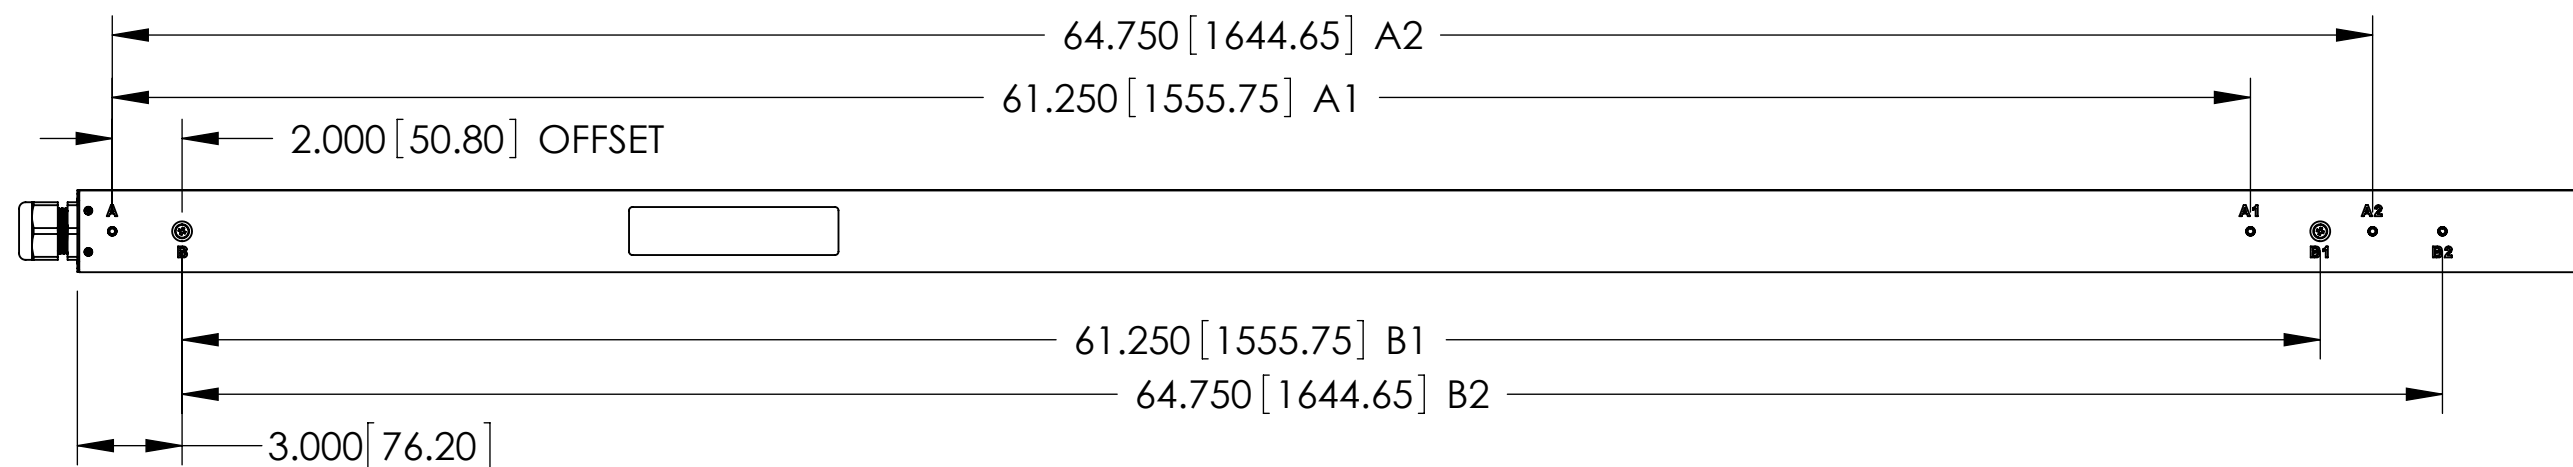 64.750[1644.65] A2
61.250[1555.75] A1
2.000[50.80] OFFSET
A
A1
A2
B
B1
B2
61.250[1555.75] B1
64.750[1644.65] B2
3.000[76.20]